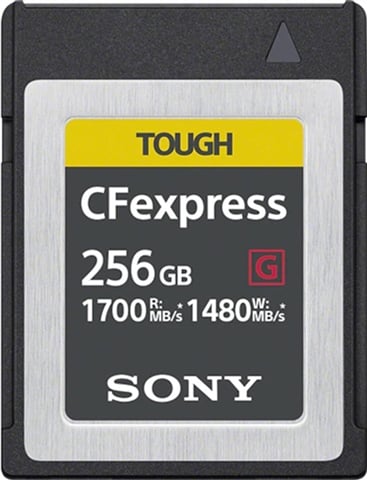 TOUGH
CFexpress
256 GB G
1700 R: MB/s* 1480 W: MB/s*
SONY